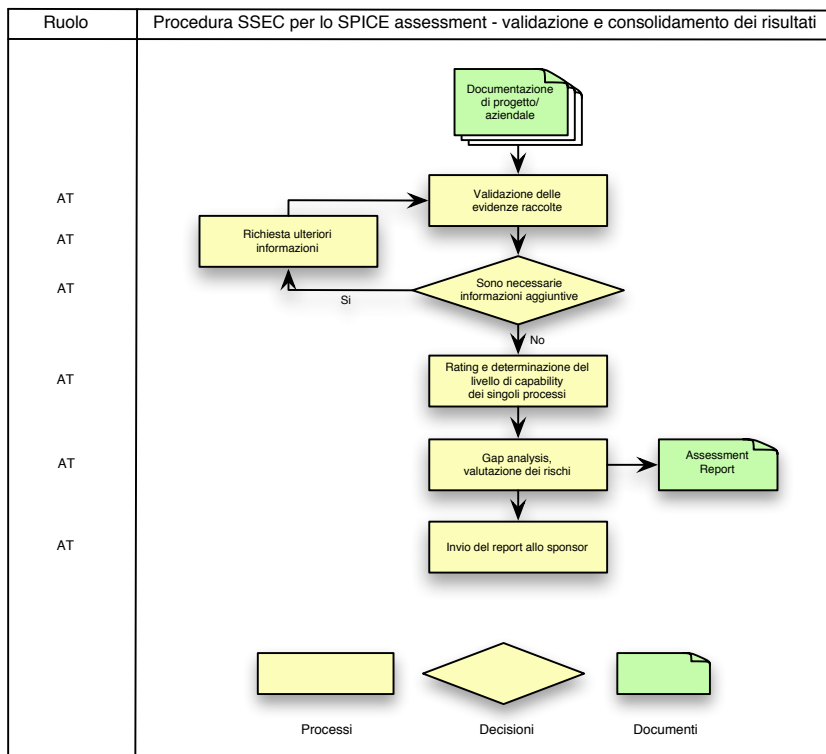 Ruolo
Procedura SSEC per lo SPICE assessment - validazione e consolidamento dei risultati
Documentazione
di progetto/
aziendale
AT
Validazione delle
evidenze raccolte
AT
Richiesta ulteriori
informazioni
AT
Sono necessarie
informazioni aggiuntive
Si
No
AT
Rating e determinazione del
livello di capability
dei singoli processi
AT
Gap analysis,
valutazione dei rischi
Assessment
Report
AT
Invio del report allo sponsor
Processi
Decisioni
Documenti